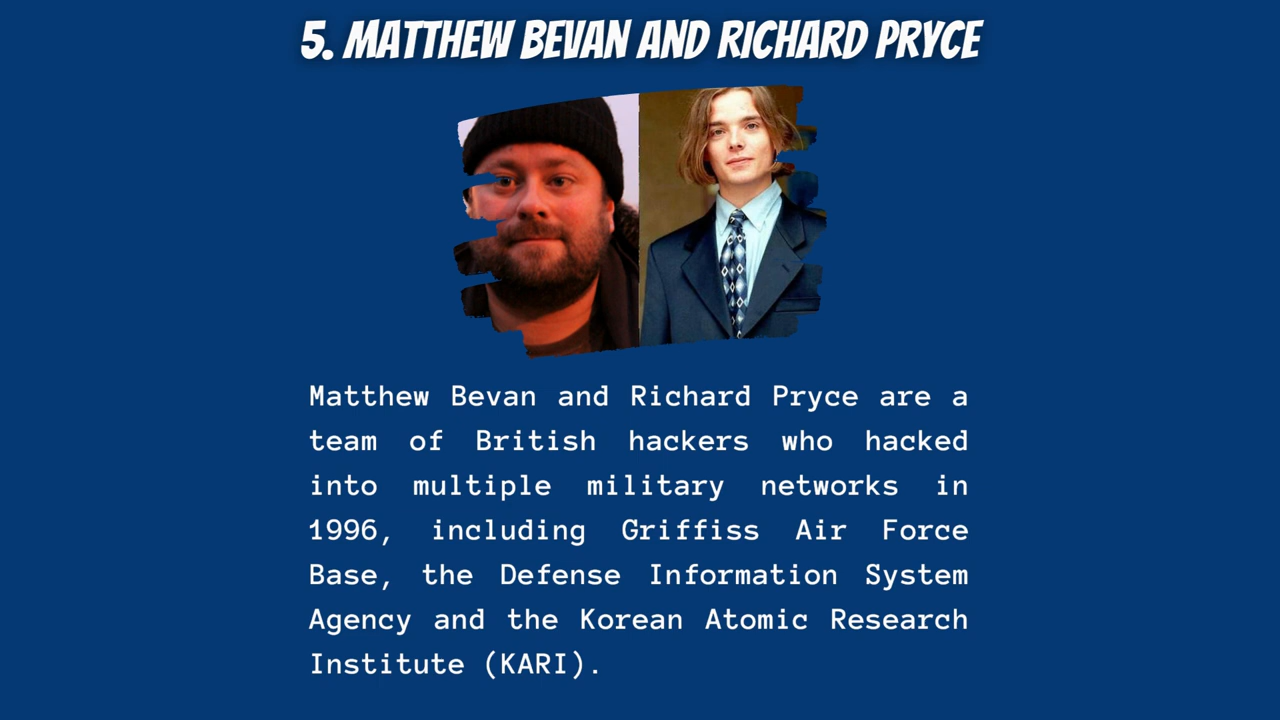 5. MATTHEW BEVAN AND RICHARD PRYCE
Matthew Bevan and Richard Pryce are a
team of British hackers who hacked
into multiple military networks in
1996, including Griffiss Air Force
Base, the Defense Information System
Agency and the Korean Atomic Research
Institute (KARI).